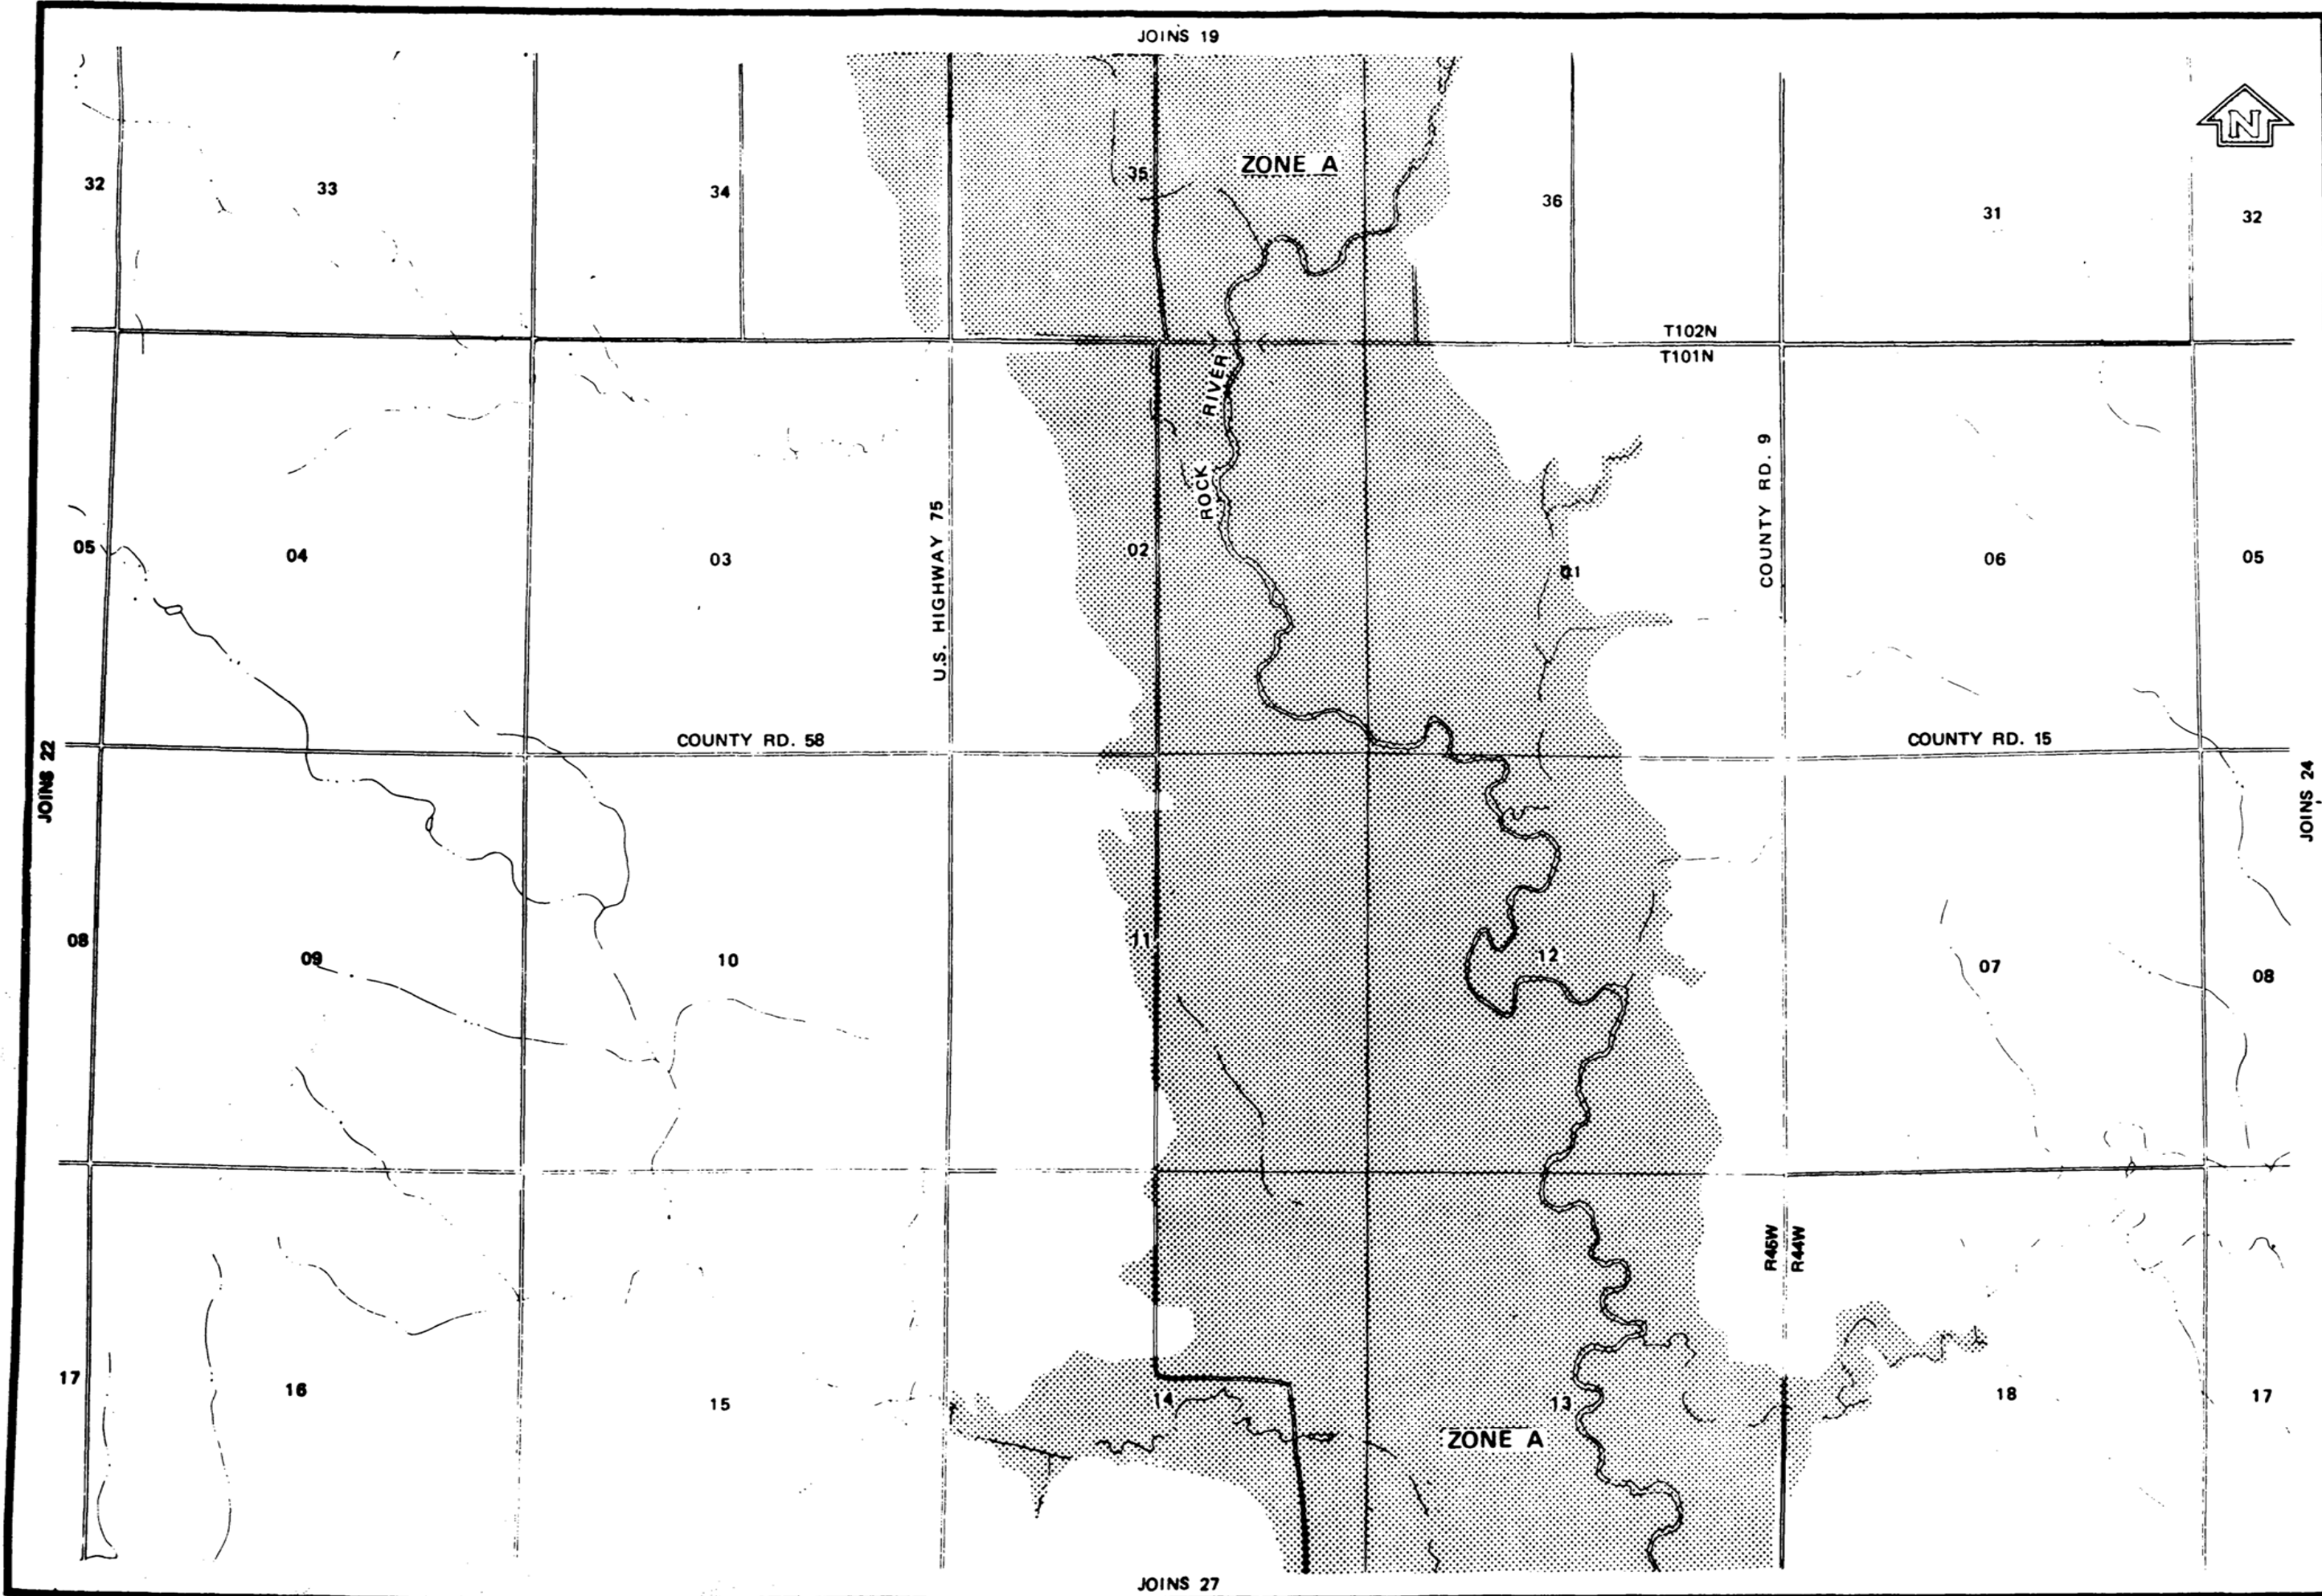 JOINS 19
N
ZONE A
32
33
34
35
36
31
32
T102N
T101N
ROCK RIVER
U.S. HIGHWAY 75
COUNTY RD. 9
05
04
03
02
01
06
05
COUNTY RD. 58
COUNTY RD. 15
JOINS 22
JOINS 24
08
09
10
11
12
07
08
R45W
R44W
17
16
15
14
13
18
17
ZONE A
JOINS 27